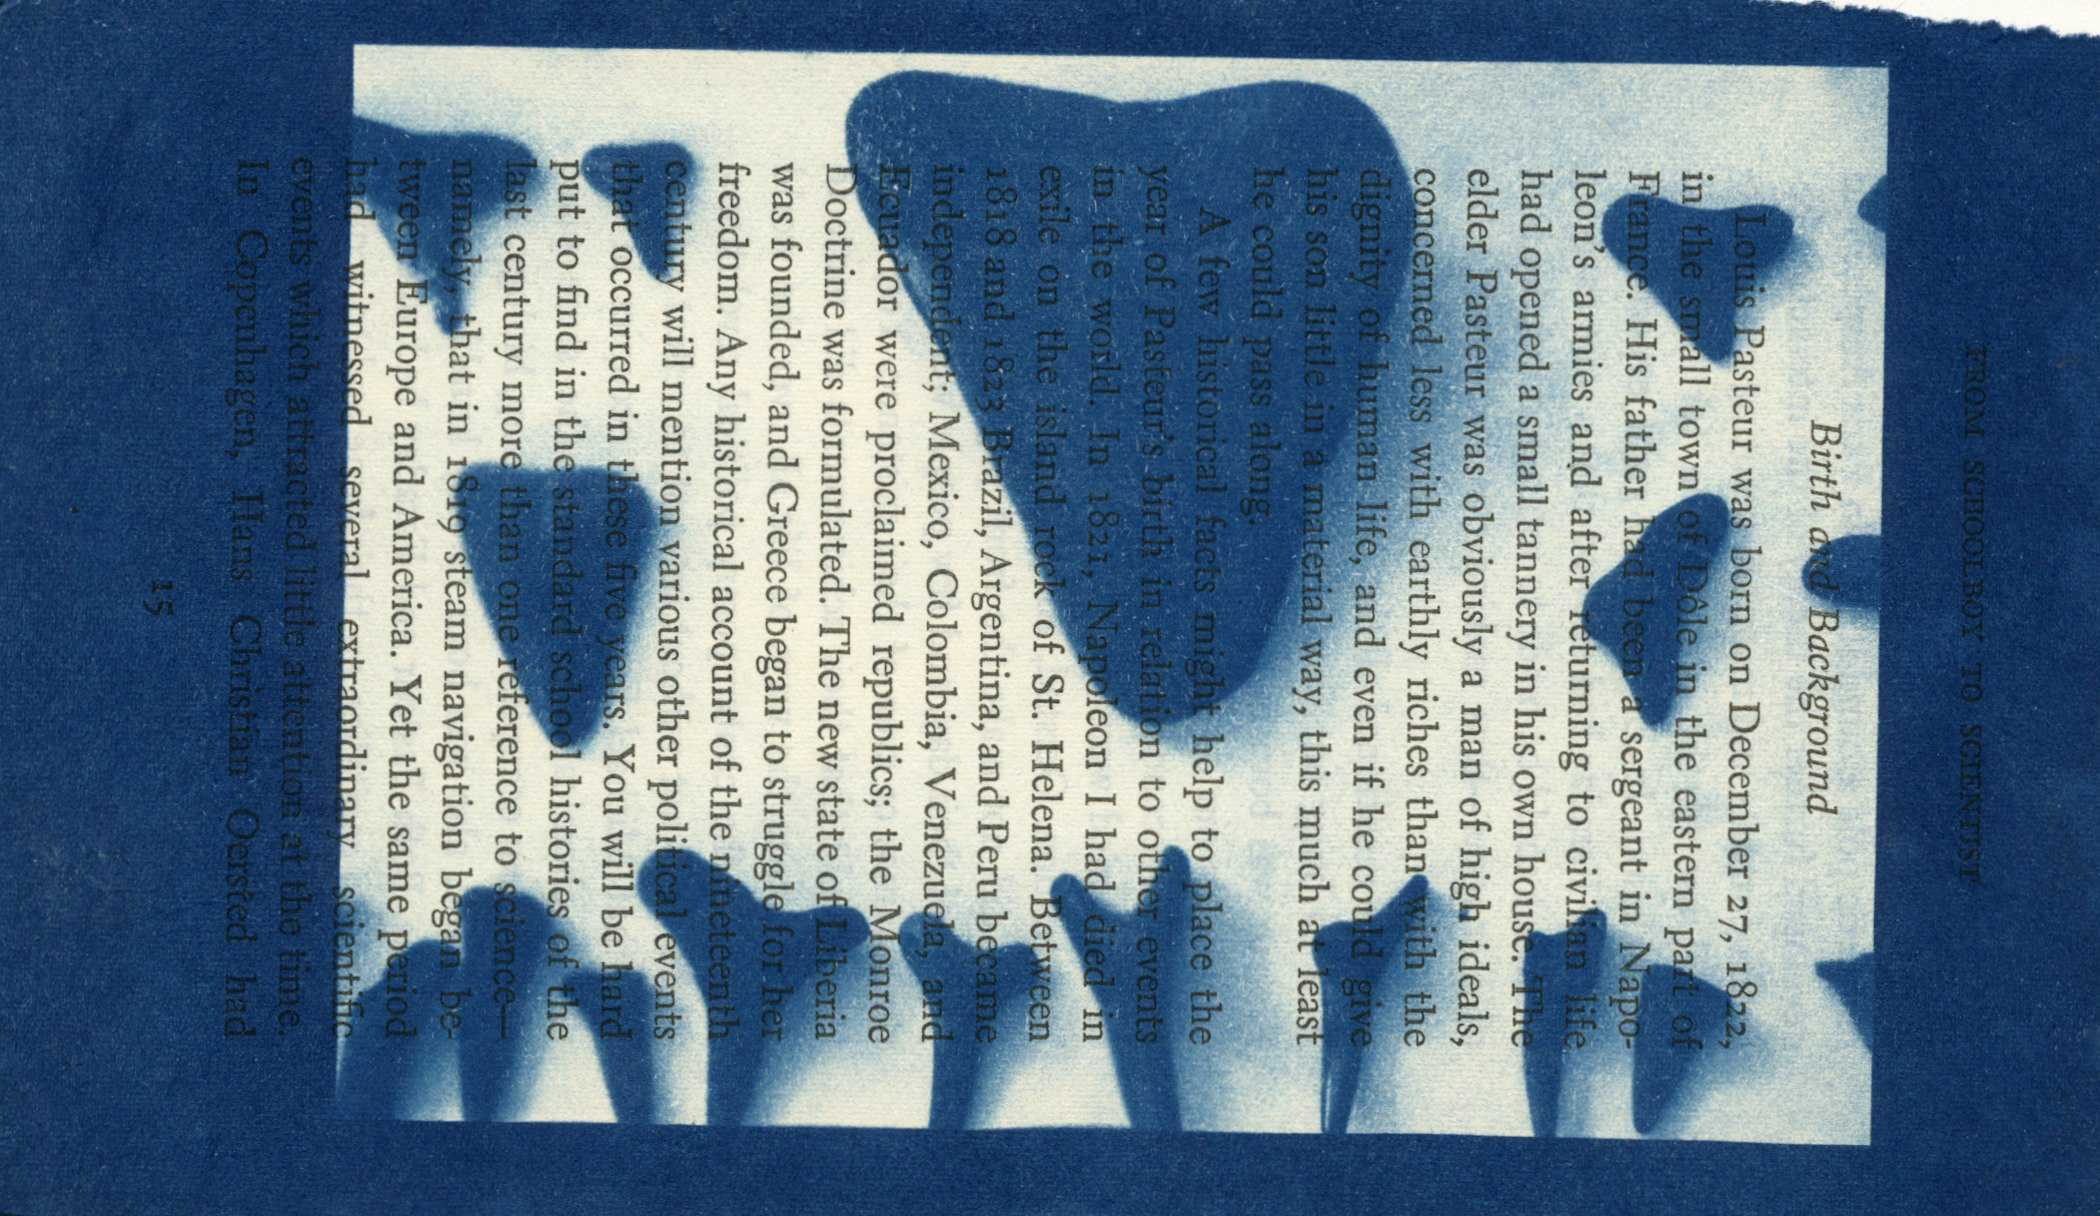 FROM SCHOOLBOY TO SCIENTIST
Birth and Background
Louis Pasteur was born on December 27, 1822,
in the small town of Dôle in the eastern part of
France. His father had been a sergeant in Napo-
leon's armies and after returning to civilian life
had opened a small tannery in his own house. The
elder Pasteur was obviously a man of high ideals,
concerned less with earthly riches than with the
dignity of human life, and even if he could give
his son little in a material way, this much at least
he could pass along.
A few historical facts might help to place the
year of Pasteur's birth in relation to other events
in the world. In 1821, Napoleon I had died in
exile on the island rock of St. Helena. Between
1818 and 1823 Brazil, Argentina, and Peru became
independent; Mexico, Colombia, Venezuela, and
Ecuador were proclaimed republics; the Monroe
Doctrine was formulated. The new state of Liberia
was founded, and Greece began to struggle for her
freedom. Any historical account of the nineteenth
century will mention various other political events
that occurred in these five years. You will be hard
put to find in the standard school histories of the
last century more than one reference to science—
namely, that in 1819 steam navigation began be-
tween Europe and America. Yet the same period
had witnessed several extraordinary scientific
events which attracted little attention at the time.
In Copenhagen, Hans Christian Oersted had
15